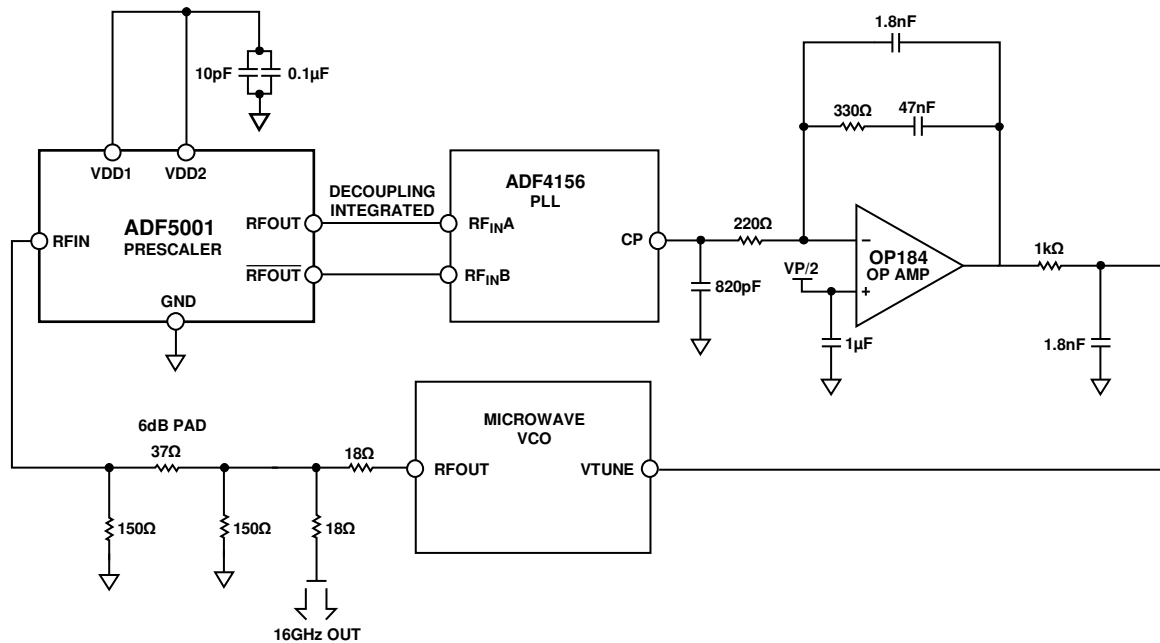 1.8nF
10pF
0.1µF
330Ω
47nF
VDD1
VDD2
ADF5001
PRESCALER
RFIN
RFOUT
RFOUT
GND
DECOUPLING
INTEGRATED
ADF4156
PLL
RFINA
RFINB
CP
220Ω
820pF
VP/2
1µF
OP184
OP AMP
−
+
1kΩ
1.8nF
6dB PAD
37Ω
150Ω
150Ω
18Ω
18Ω
16GHz OUT
MICROWAVE
VCO
RFOUT
VTUNE